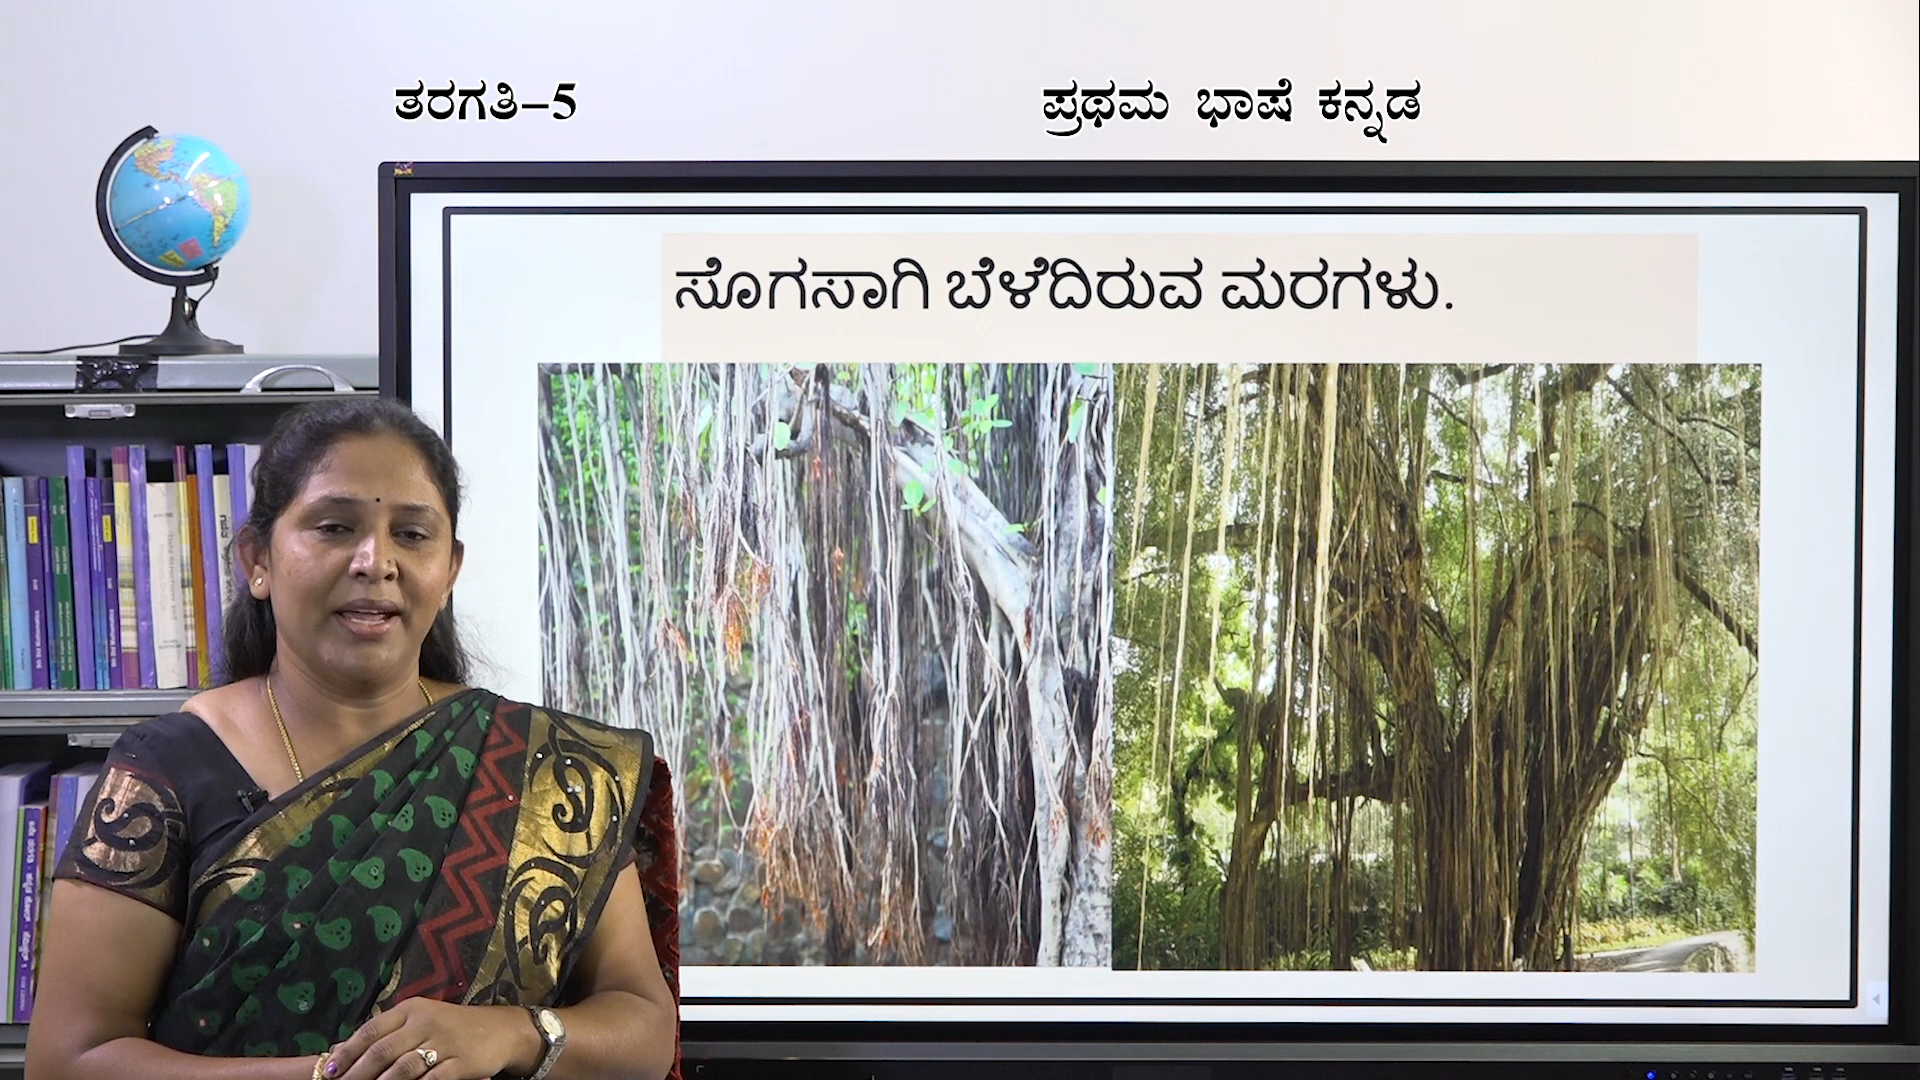 ತರಗತಿ–5
ಪ್ರಥಮ ಭಾಷೆ ಕನ್ನಡ
ಸೊಗಸಾಗಿ ಬೆಳೆದಿರುವ ಮರಗಳು.